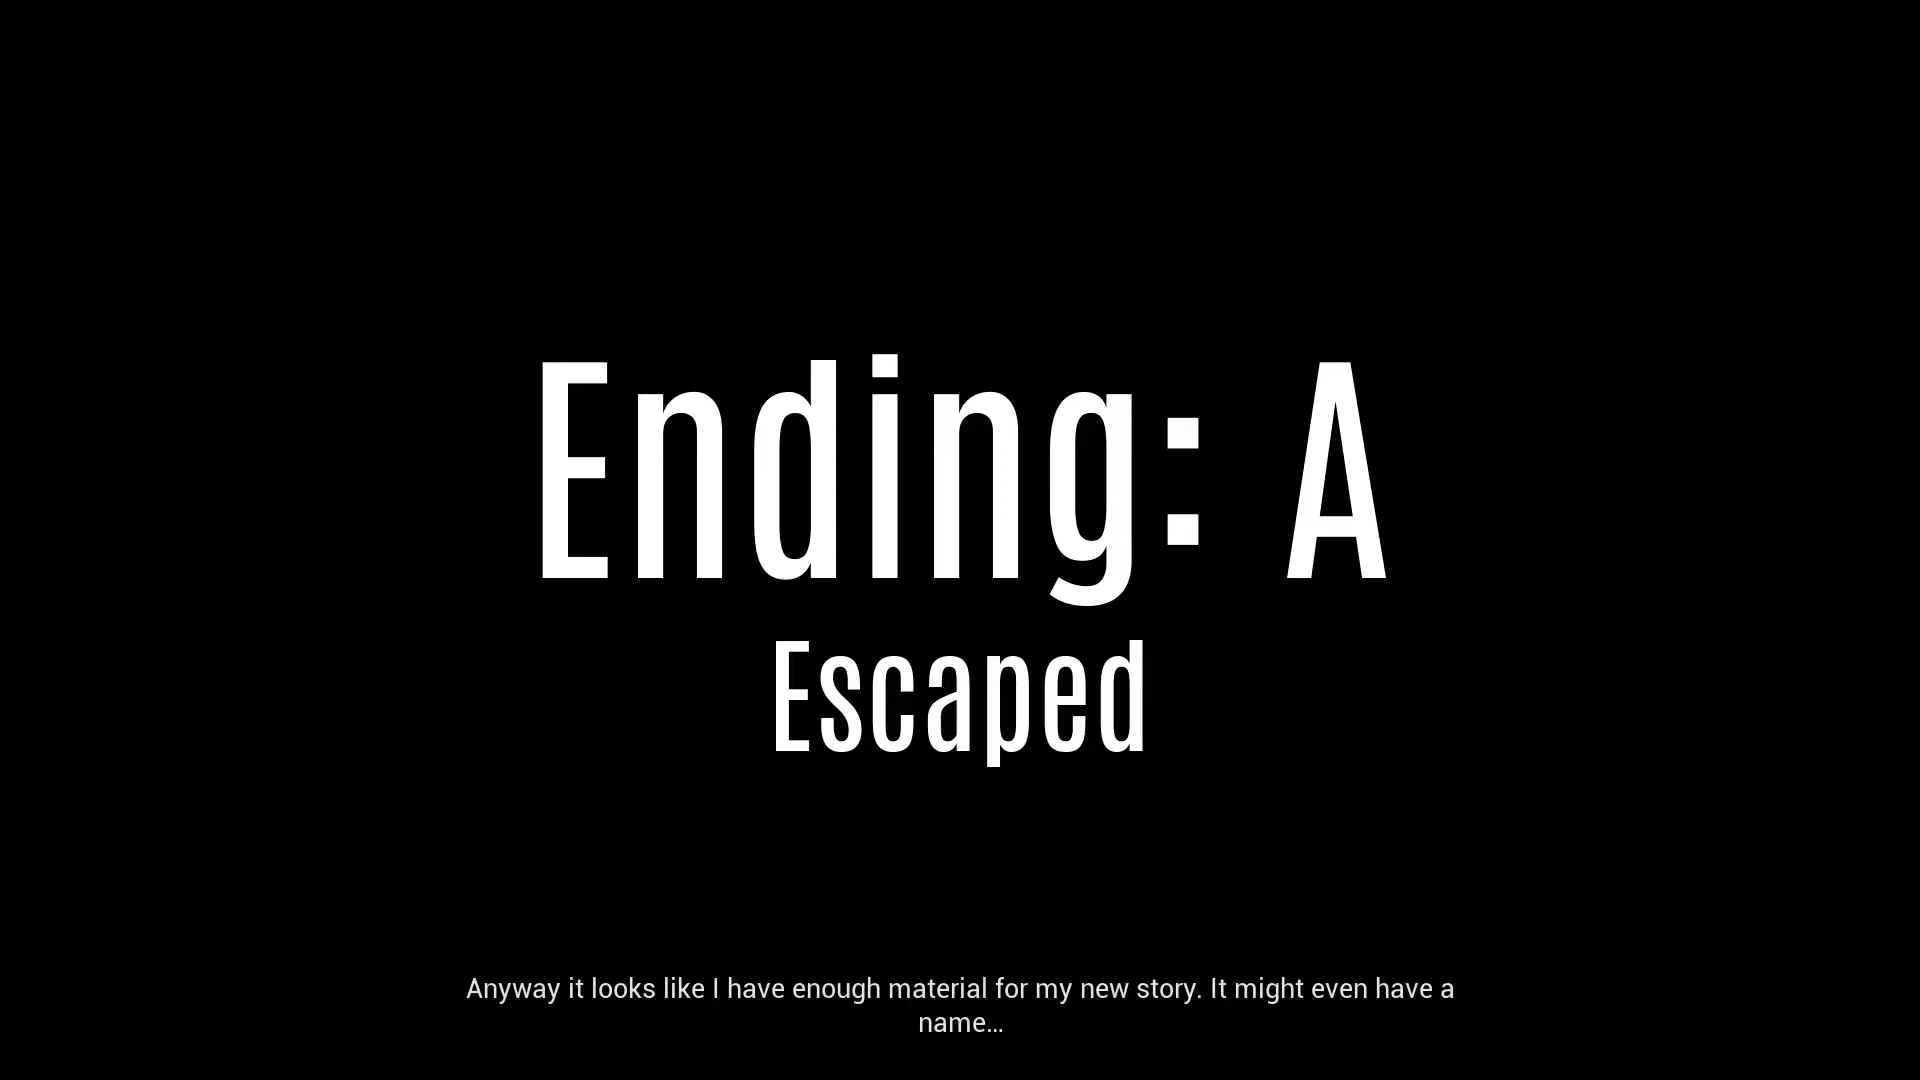 Ending: A
Escaped
Anyway it looks like I have enough material for my new story. It might even have a
name...